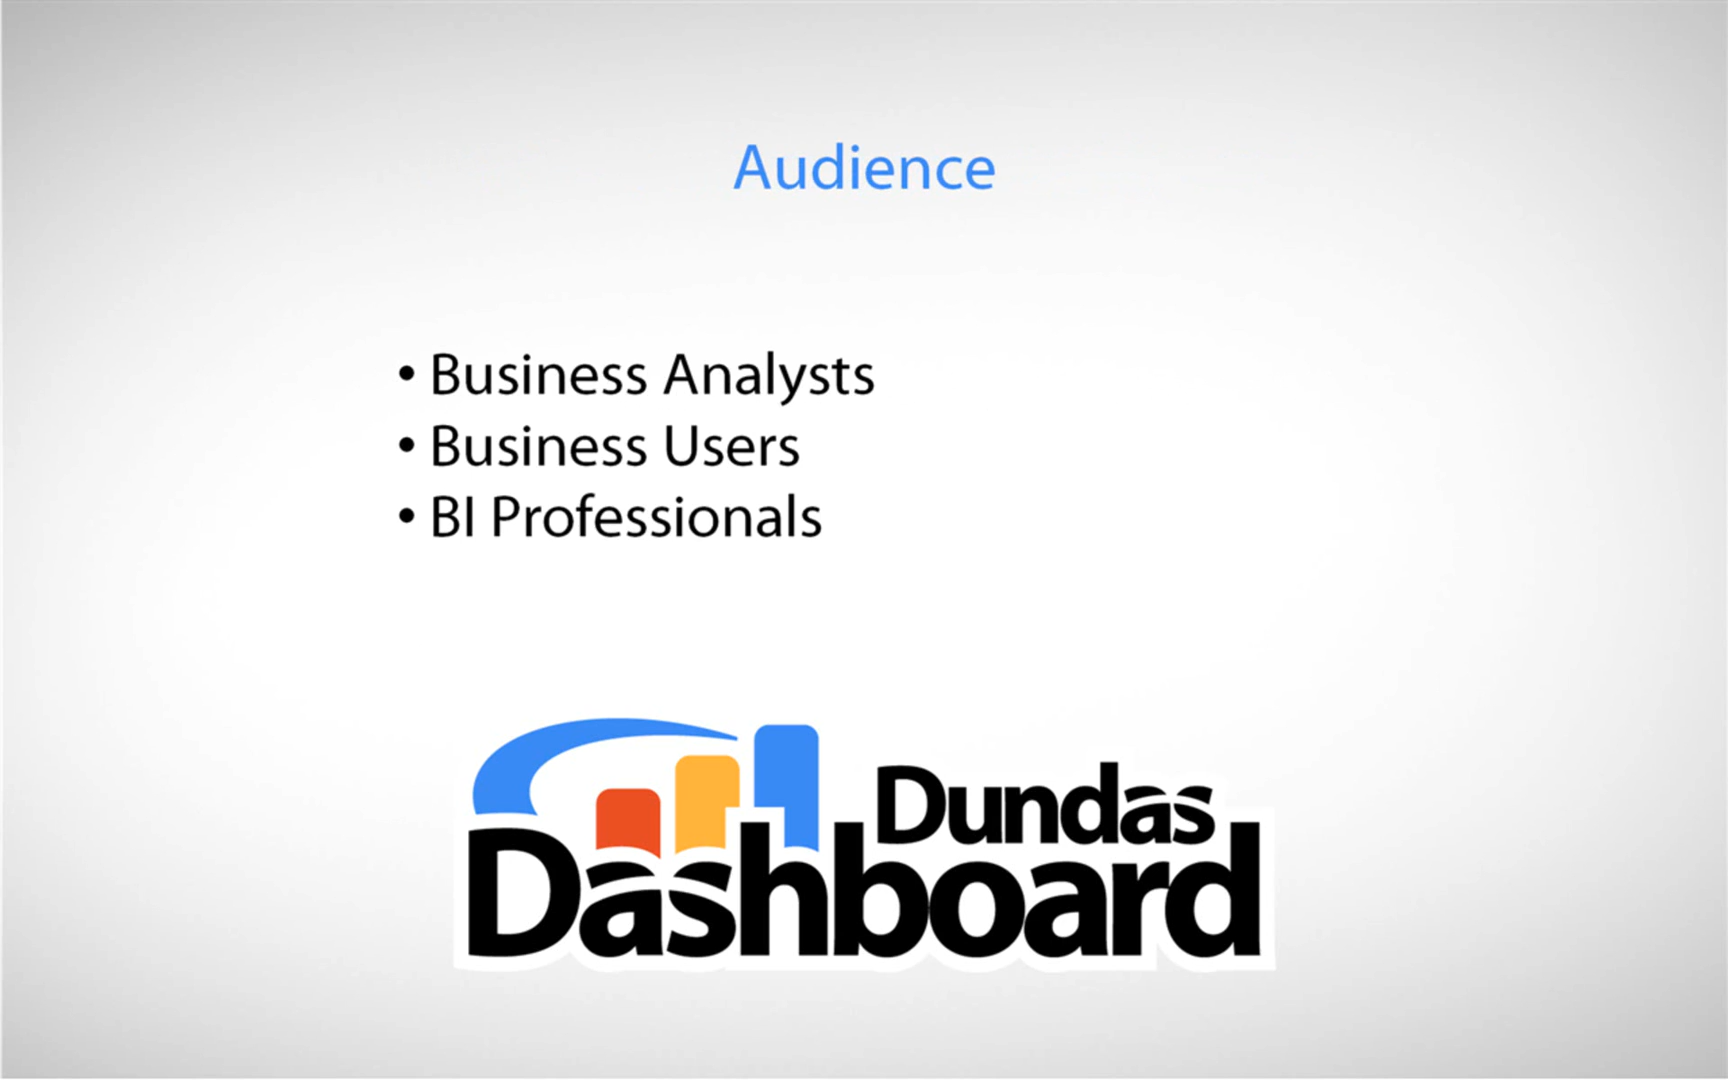 Audience
• Business Analysts
• Business Users
• BI Professionals
Dundas
Dashboard